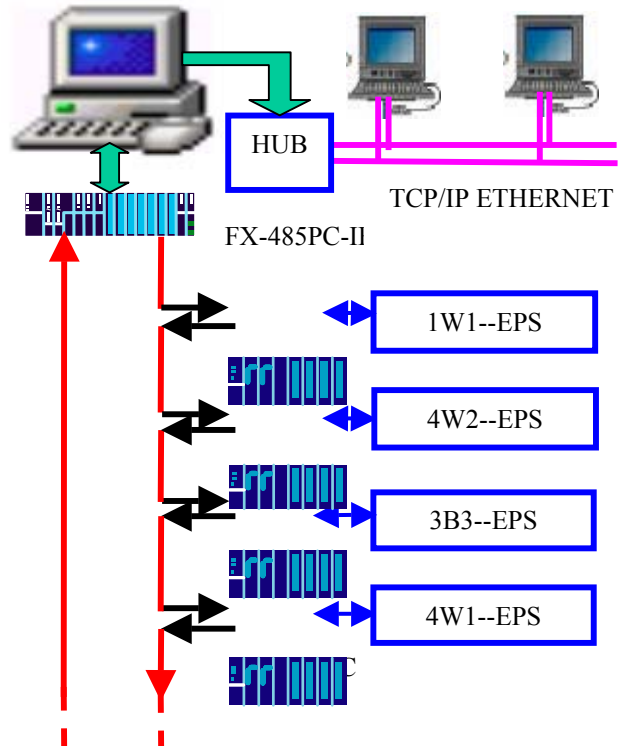 HUB
TCP/IP ETHERNET
FX-485PC-II
1W1--EPS
4W2--EPS
3B3--EPS
4W1--EPS
C